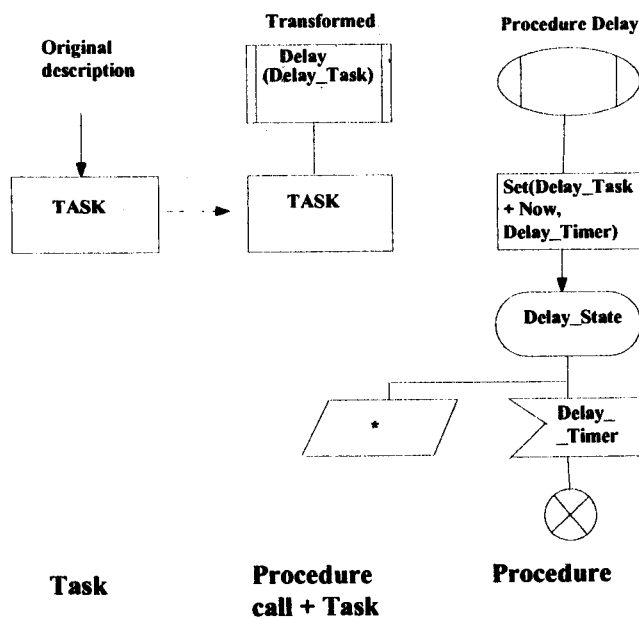 Transformed
Procedure Delay
Original
description
Delay
(Delay_Task)
TASK
TASK
Set(Delay_Task
+ Now,
Delay_Timer)
Delay_State
*
Delay_
_Timer
Task
Procedure
call + Task
Procedure